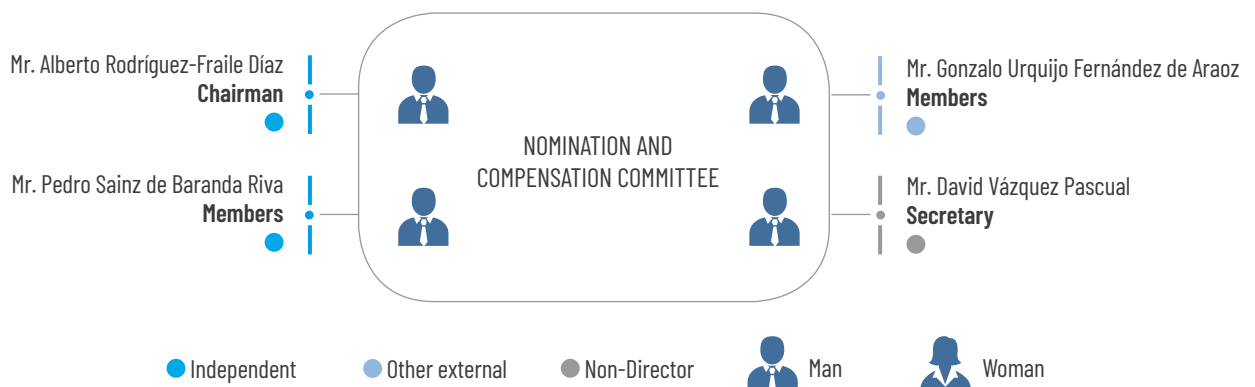 Mr. Alberto Rodríguez-Fraile Díaz
Chairman
Mr. Pedro Sainz de Baranda Riva
Members
NOMINATION AND
COMPENSATION COMMITTEE
Mr. Gonzalo Urquijo Fernández de Araoz
Members
Mr. David Vázquez Pascual
Secretary
Independent
Other external
Non-Director
Man
Woman